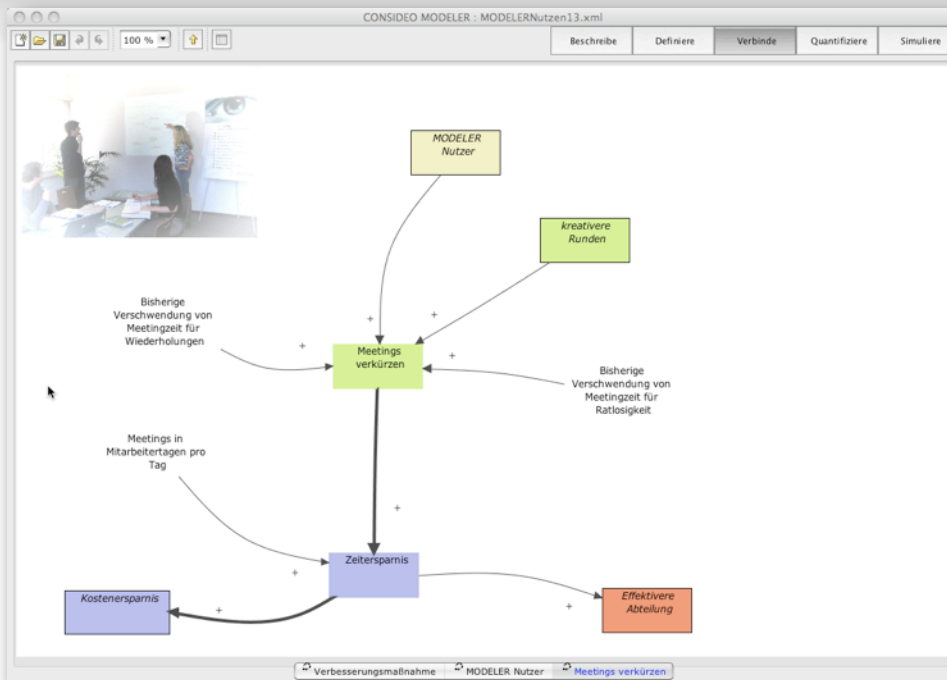 CONSIDEO MODELER : MODELERNutzen13.xml
100 %
Beschreibe
Definiere
Verbinde
Quantifiziere
Simuliere
MODELER
Nutzer
kreativere
Runden
Bisherige
Verschwendung von
Meetingzeit für
Wiederholungen
+
+
+
+
Meetings
verkürzen
Bisherige
Verschwendung von
Meetingzeit für
Ratlosigkeit
Meetings in
Mitarbeitertagen pro
Tag
+
Zeitersparnis
+
Kostenersparnis
+
Effektivere
Abteilung
+
Verbesserungsmaßnahme
MODELER Nutzer
Meetings verkürzen